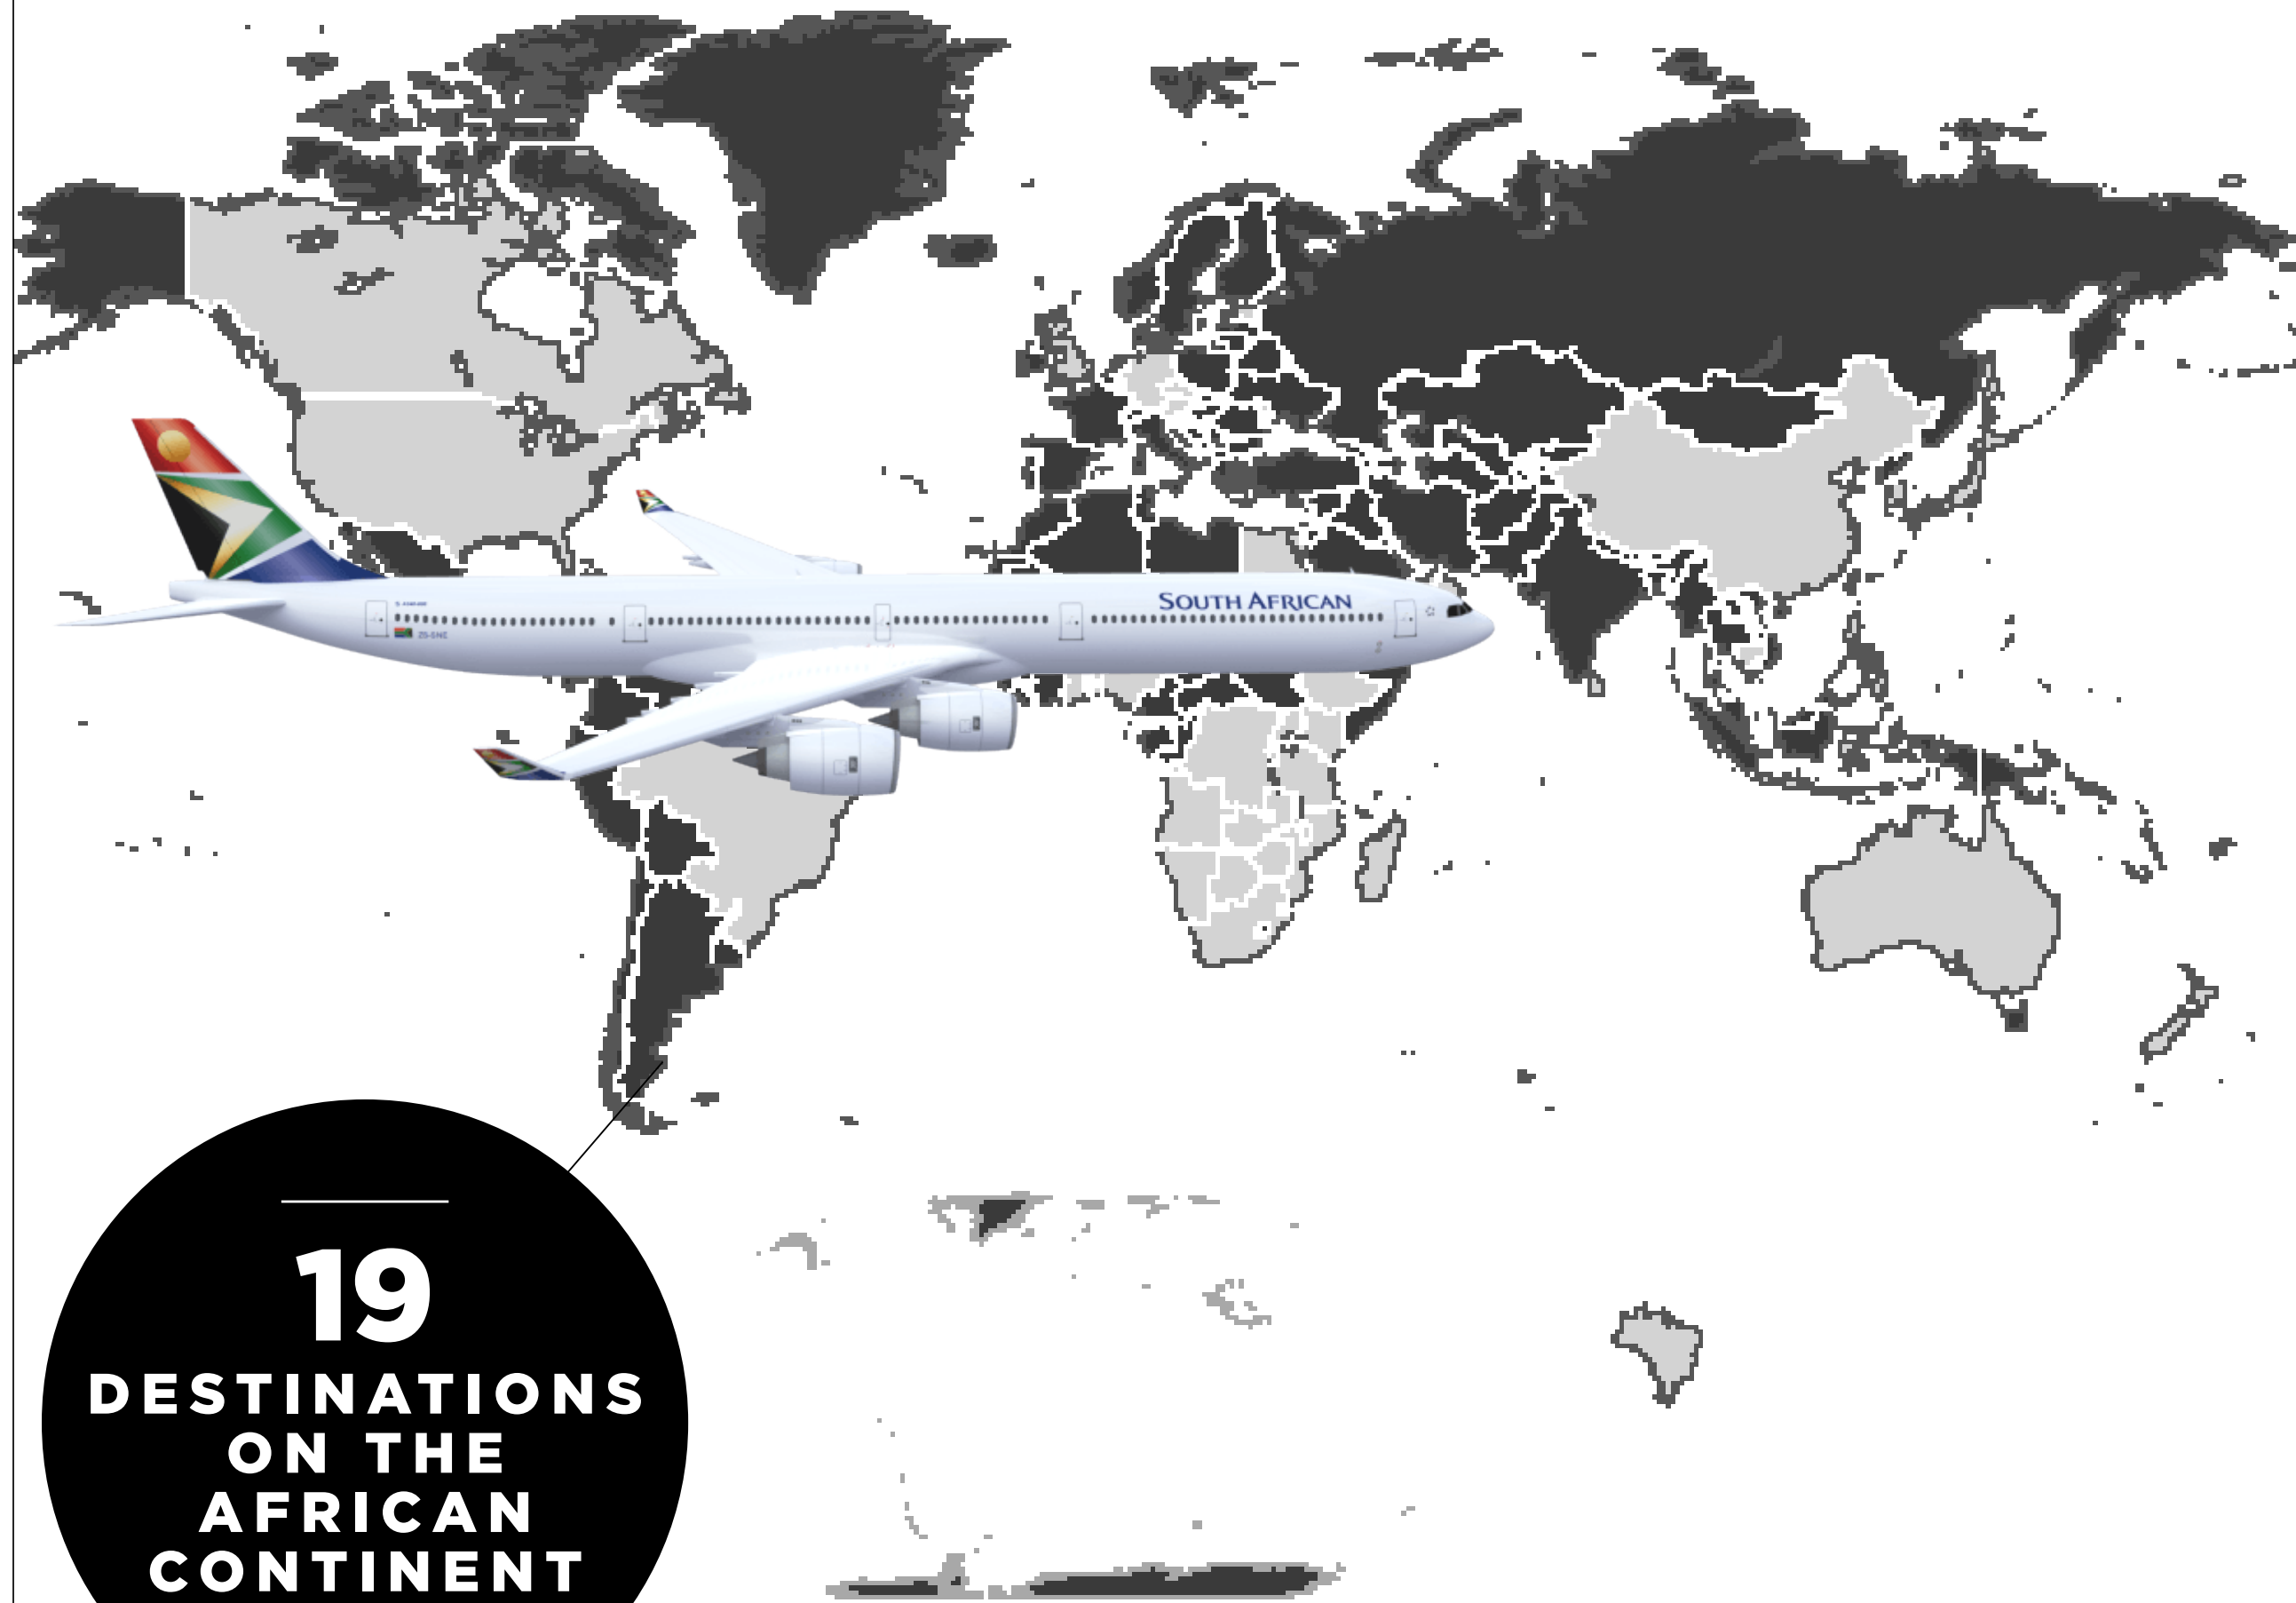 SOUTH AFRICAN
19
DESTINATIONS
ON THE
AFRICAN
CONTINENT